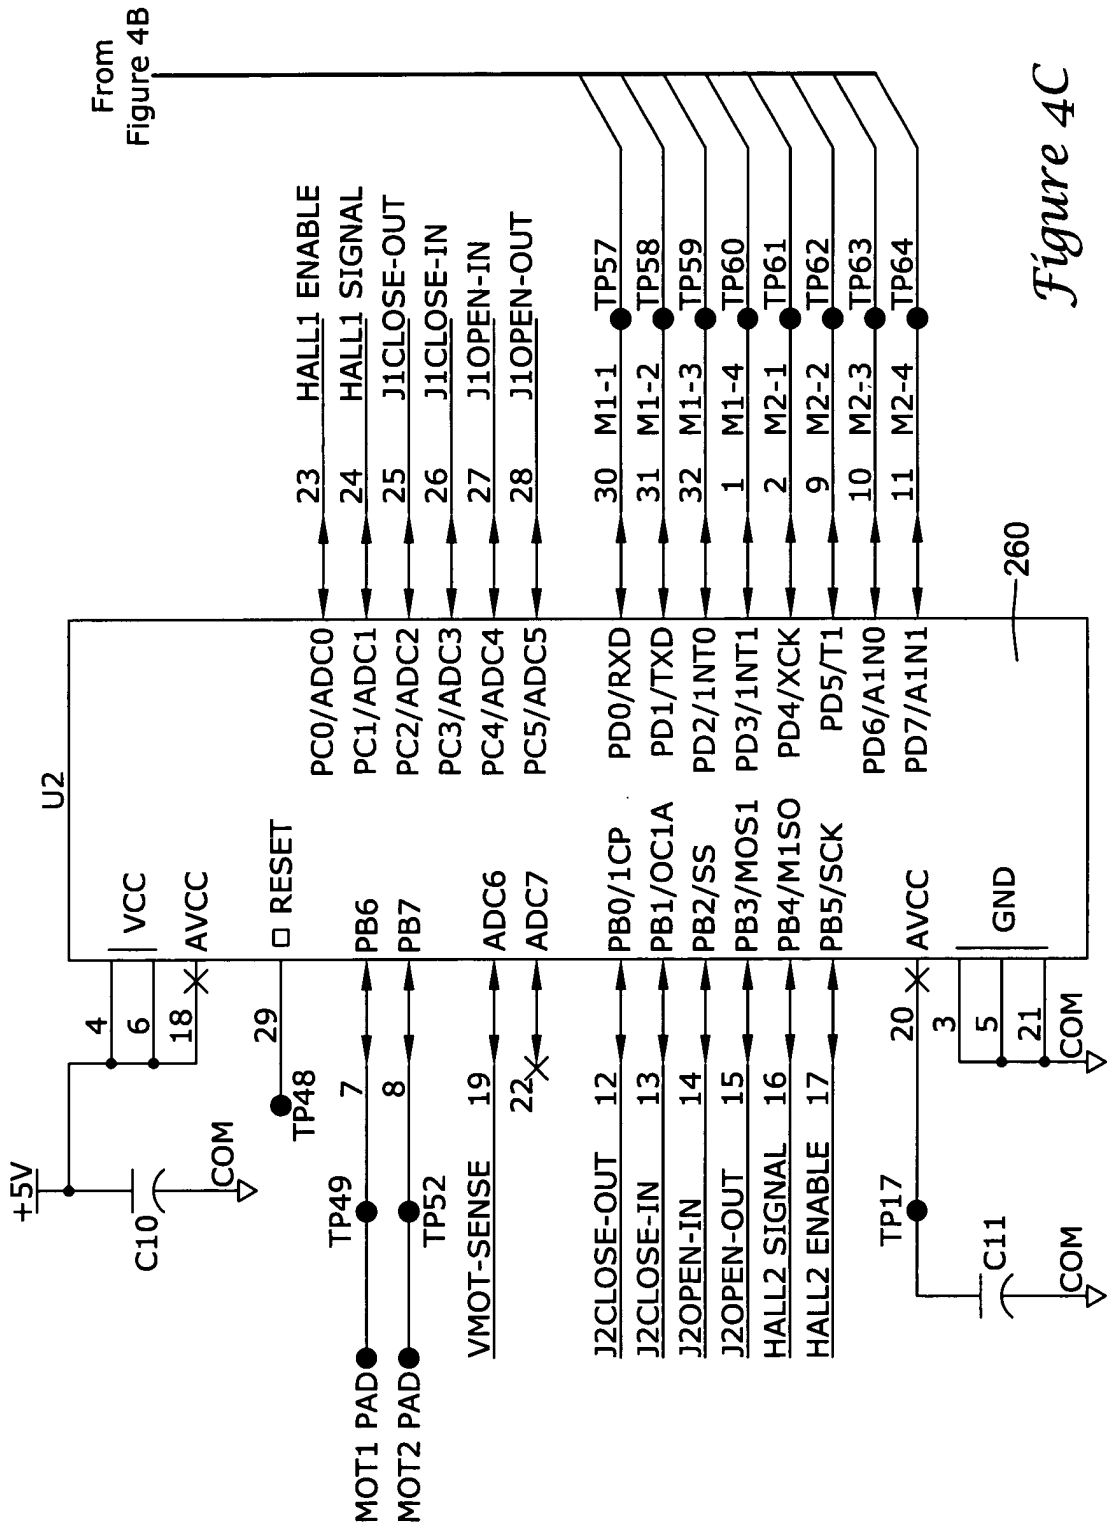 From
Figure 4B
+5V
C10
COM
U2
4
6
18
VCC
AVCC
29
RESET
TP48
MOT1 PAD
TP49
7
PB6
MOT2 PAD
TP52
8
PB7
VMOT-SENSE
19
ADC6
22
ADC7
J2CLOSE-OUT
12
PB0/1CP
J2CLOSE-IN
13
PB1/OC1A
J2OPEN-IN
14
PB2/SS
J2OPEN-OUT
15
PB3/MOS1
HALL2 SIGNAL
16
PB4/M1SO
HALL2 ENABLE
17
PB5/SCK
TP17
20
AVCC
C11
COM
3
5
21
GND
COM
PC0/ADC0
23
HALL1 ENABLE
PC1/ADC1
24
HALL1 SIGNAL
PC2/ADC2
25
J1CLOSE-OUT
PC3/ADC3
26
J1CLOSE-IN
PC4/ADC4
27
J1OPEN-IN
PC5/ADC5
28
J1OPEN-OUT
PD0/RXD
30
M1-1
TP57
PD1/TXD
31
M1-2
TP58
PD2/1NT0
32
M1-3
TP59
PD3/1NT1
1
M1-4
TP60
PD4/XCK
2
M2-1
TP61
PD5/T1
9
M2-2
TP62
PD6/A1N0
10
M2-3
TP63
PD7/A1N1
11
M2-4
TP64
260
Figure 4C